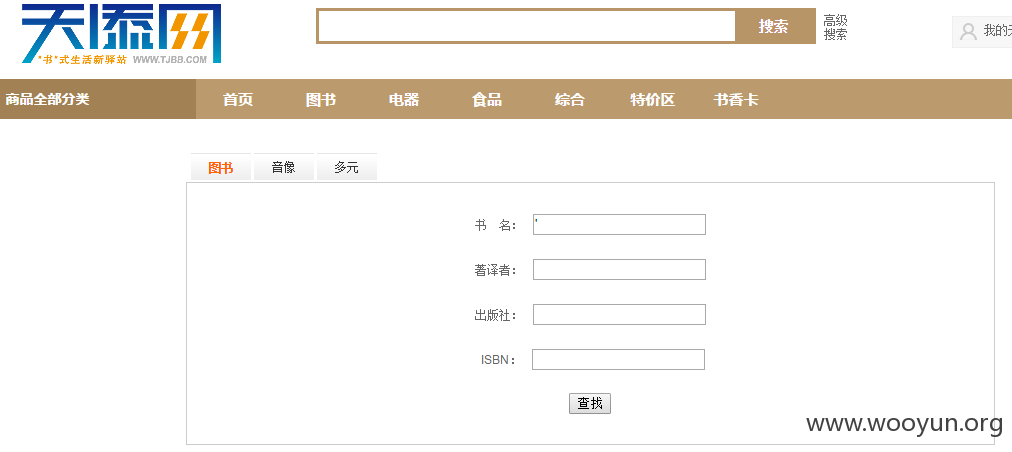 天添网
"书"式生活新驿站 WWW.TJBB.COM
搜索
高级
搜索
我的天
商品全部分类 首页 图书 电器 食品 综合 特价区 书香卡
图书 音像 多元
书 名： '
著译者：
出版社：
ISBN：
查找
www.wooyun.org